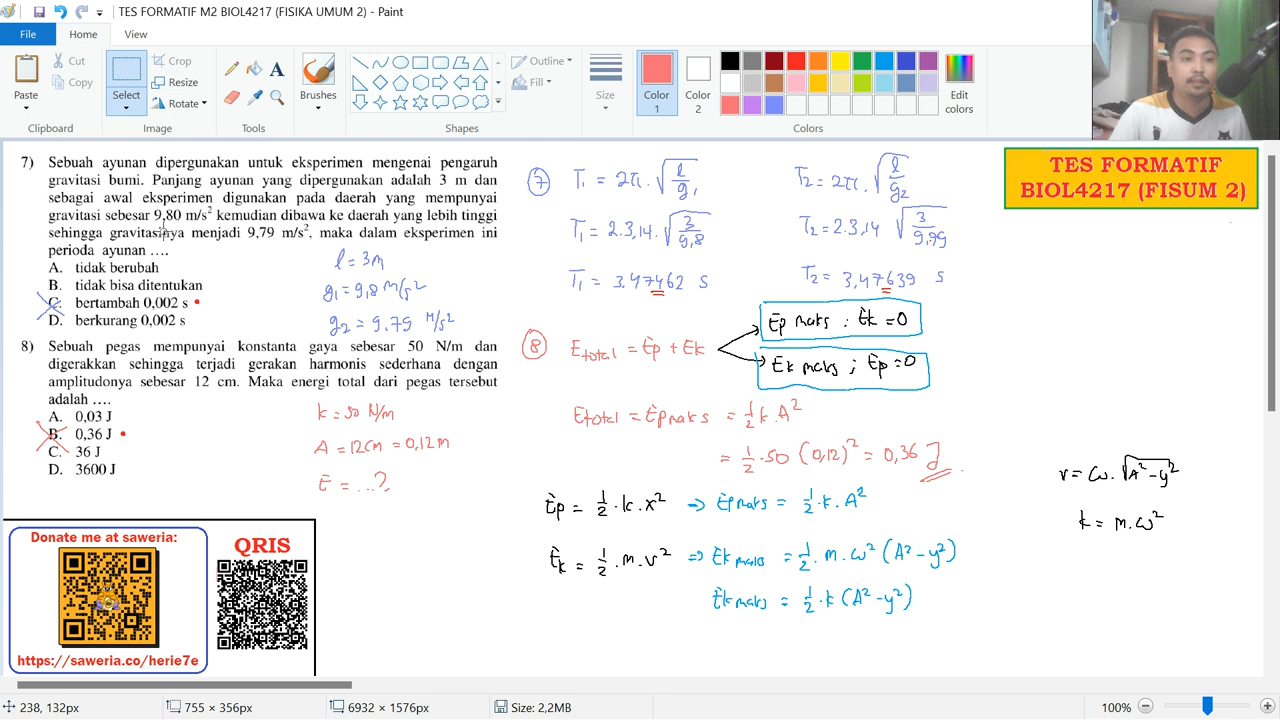 TES FORMATIF M2 BIOL4217 (FISIKA UMUM 2) - Paint
File
Home
View
Paste
Cut
Copy
Clipboard
Select
Crop
Resize
Rotate
Image
Tools
Brushes
Outline
Fill
Shapes
Size
Color 1
Color 2
Edit colors
Colors
TES FORMATIF
BIOL4217 (FISUM 2)
7) Sebuah ayunan dipergunakan untuk eksperimen mengenai pengaruh
gravitasi bumi. Panjang ayunan yang dipergunakan adalah 3 m dan
sebagai awal eksperimen digunakan pada daerah yang mempunyai
gravitasi sebesar 9,80 m/s² kemudian dibawa ke daerah yang lebih tinggi
sehingga gravitasinya menjadi 9,79 m/s², maka dalam eksperimen ini
perioda ayunan ….
A. tidak berubah
B. tidak bisa ditentukan
C. bertambah 0,002 s
D. berkurang 0,002 s
l = 3m
g₁ = 9,8 m/s²
g₂ = 9.79 m/s²
7
T₁ = 2π . √(l/g₁)
T₁ = 2.3,14 . √(3/9,8)
T₁ = 3,47462 s
T₂ = 2π . √(l/g₂)
T₂ = 2.3,14 √(3/9,79)
T₂ = 3,47639 s
8) Sebuah pegas mempunyai konstanta gaya sebesar 50 N/m dan
digerakkan sehingga terjadi gerakan harmonis sederhana dengan
amplitudonya sebesar 12 cm. Maka energi total dari pegas tersebut
adalah ….
A. 0,03 J
B. 0,36 J
C. 36 J
D. 3600 J
k = 50 N/m
A = 12cm = 0,12 m
E = ...?
8
Etotal = Ep + Ek
Ep maks ; Ek = 0
Ek maks ; Ep = 0
Etotal = Ep maks = ½ k . A²
= ½ . 50 (0,12)² = 0,36 J
Ep = ½ . k . x² ⇒ Ep maks = ½ . k . A²
Ek = ½ . m . v² ⇒ Ek maks = ½ . m . ω² (A² - y²)
Ek maks = ½ . k (A² - y²)
v = ω . √(A² - y²)
k = m . ω²
Donate me at saweria:
https://saweria.co/herie7e
QRIS
238, 132px
755 × 356px
6932 × 1576px
Size: 2,2MB
100%